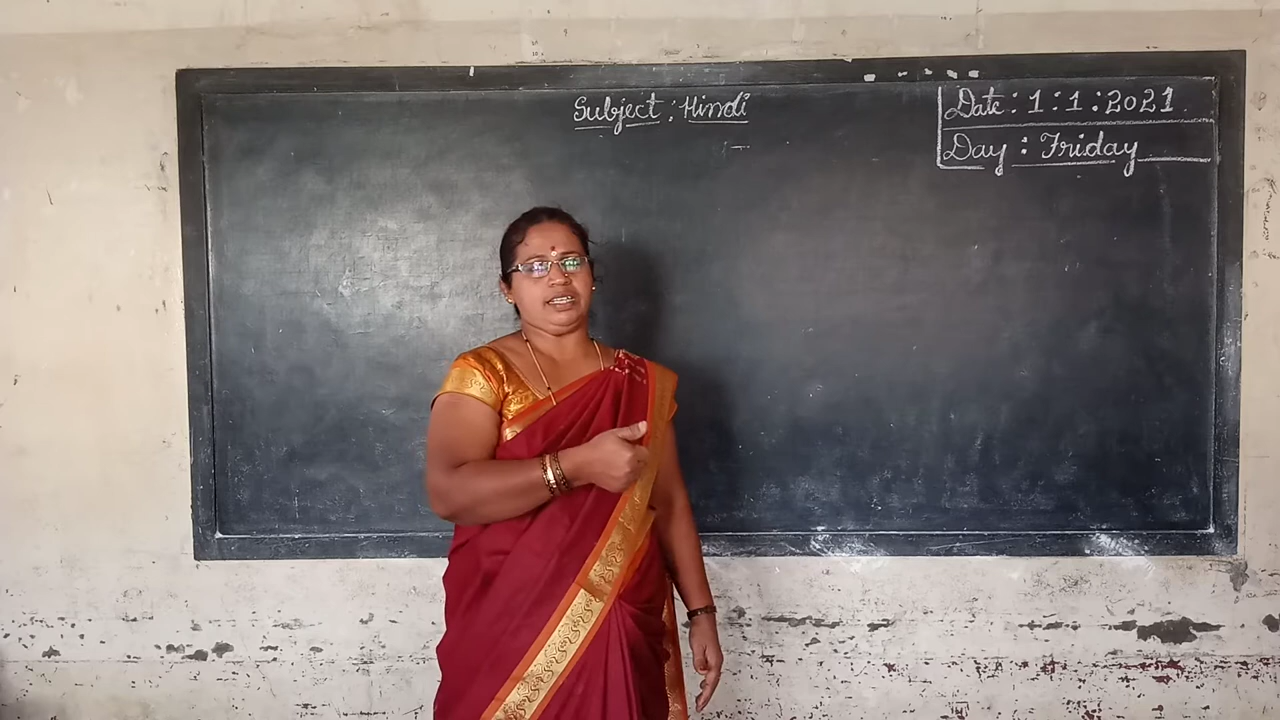 Subject : Hindi
Date : 1 : 1 : 2021
Day : Friday